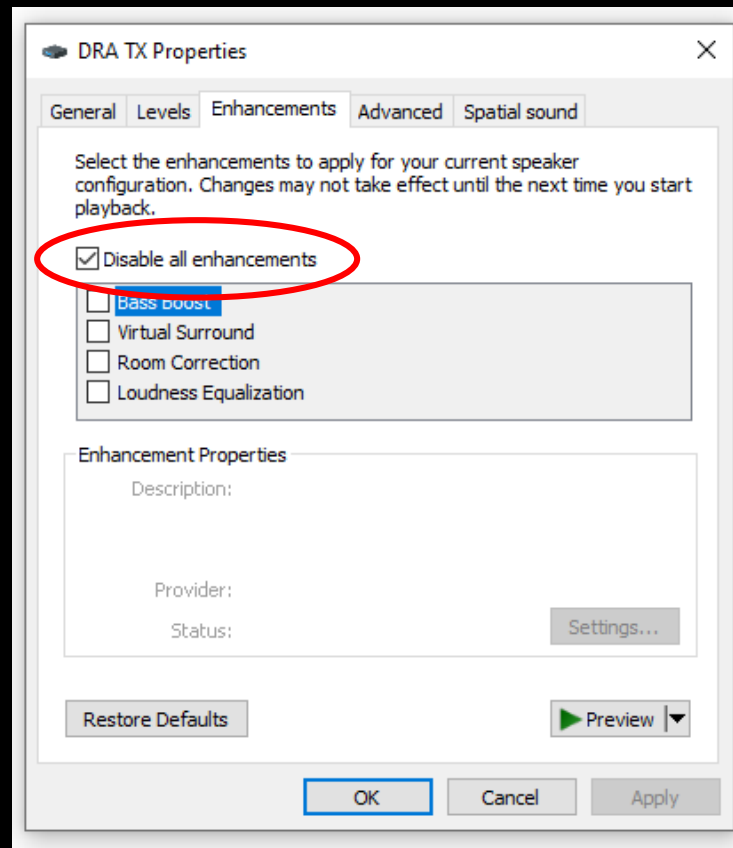 DRA TX Properties
General Levels Enhancements Advanced Spatial sound
Select the enhancements to apply for your current speaker
configuration. Changes may not take effect until the next time you start
playback.
Disable all enhancements
Bass Boost
Virtual Surround
Room Correction
Loudness Equalization
Enhancement Properties
Description:
Provider:
Status:
Settings...
Restore Defaults
Preview
OK Cancel Apply